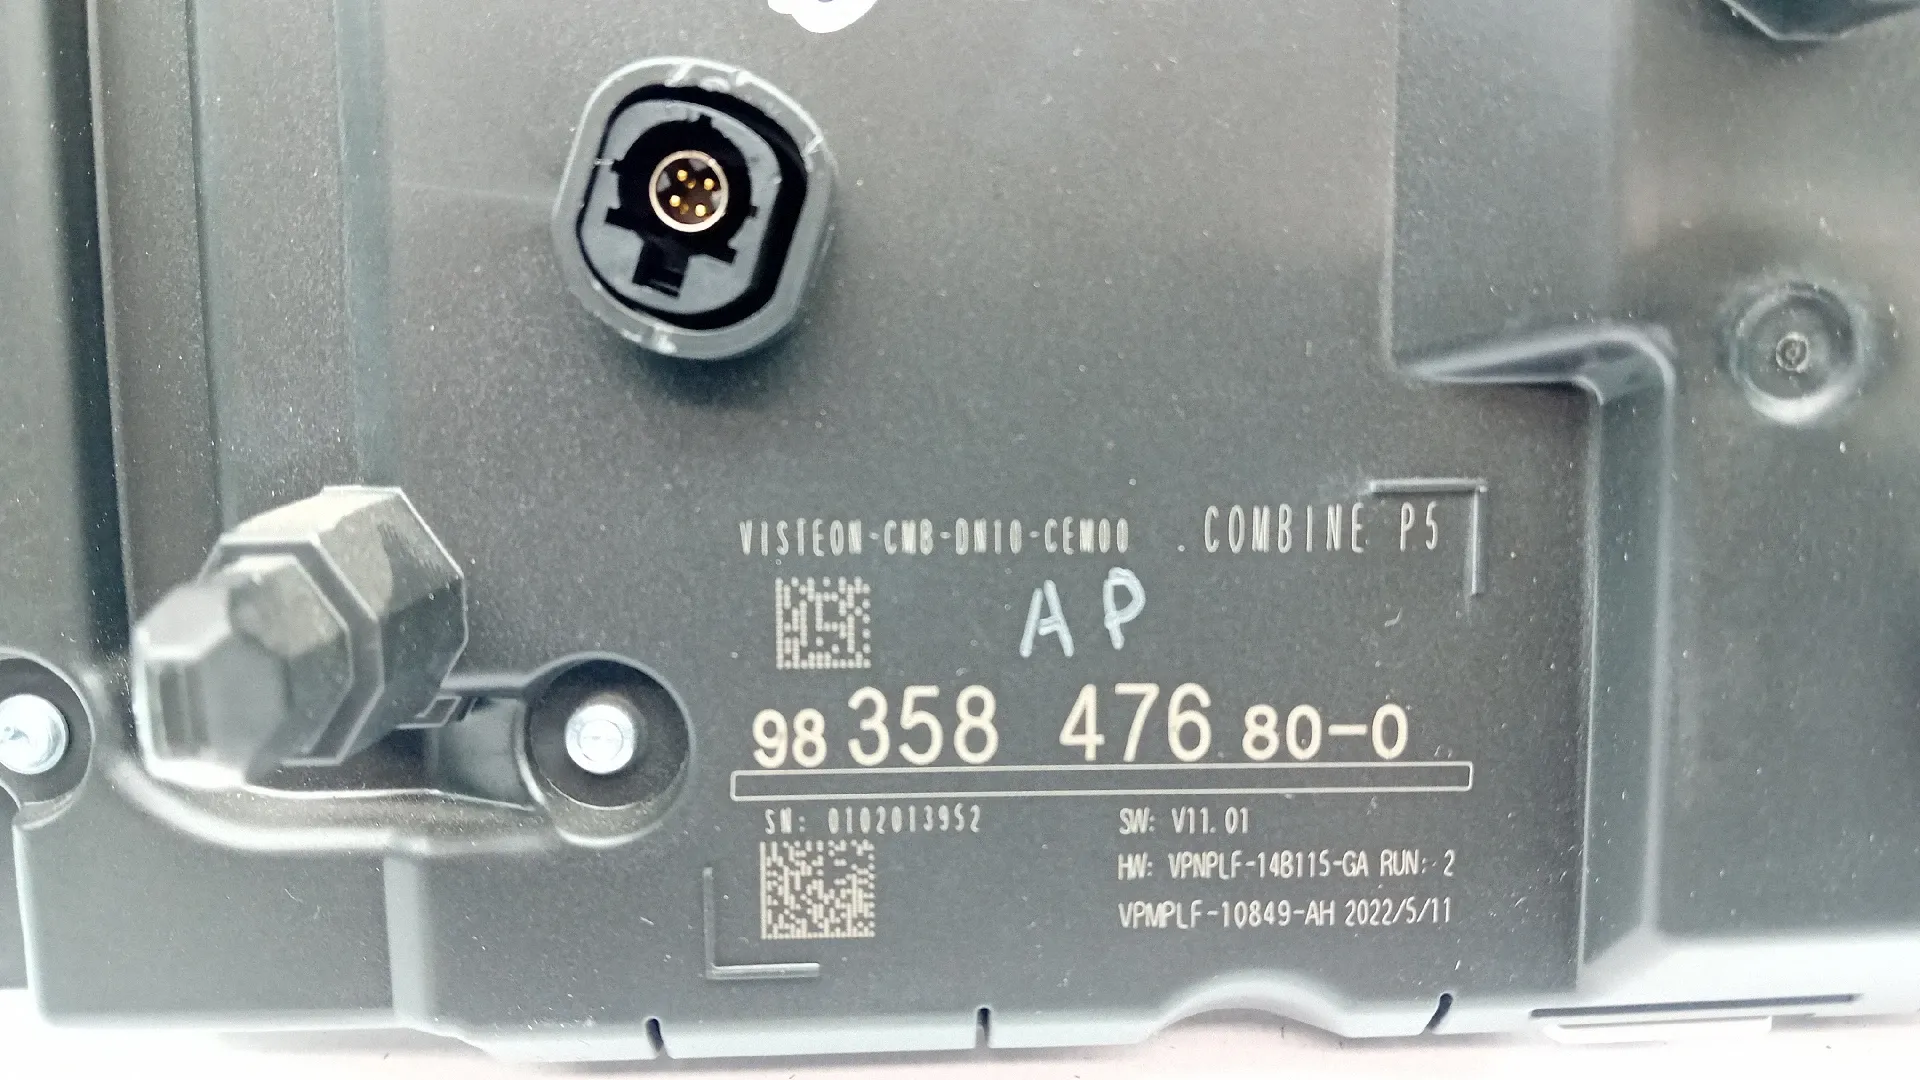 VISTEON-CMB-DN10-CEM00 .COMBINE P5
AP
98 358 476 80-0
SN: 0102013952
SW: V11.01
HW: VPNPLF-14B115-GA RUN: 2
VPMPLF-10849-AH 2022/5/11